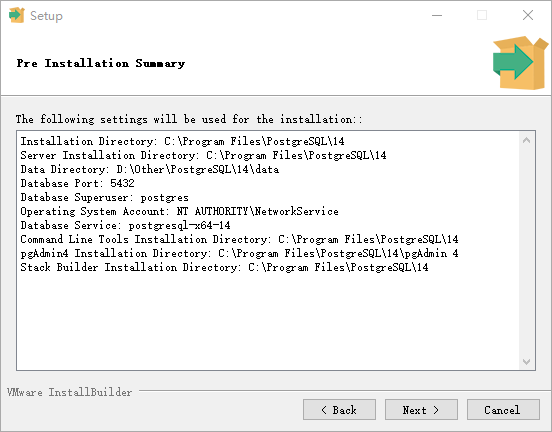 Setup
Pre Installation Summary
The following settings will be used for the installation::
Installation Directory: C:\Program Files\PostgreSQL\14
Server Installation Directory: C:\Program Files\PostgreSQL\14
Data Directory: D:\Other\PostgreSQL\14\data
Database Port: 5432
Database Superuser: postgres
Operating System Account: NT AUTHORITY\NetworkService
Database Service: postgresql-x64-14
Command Line Tools Installation Directory: C:\Program Files\PostgreSQL\14
pgAdmin4 Installation Directory: C:\Program Files\PostgreSQL\14\pgAdmin 4
Stack Builder Installation Directory: C:\Program Files\PostgreSQL\14
VMware InstallBuilder
< Back
Next >
Cancel